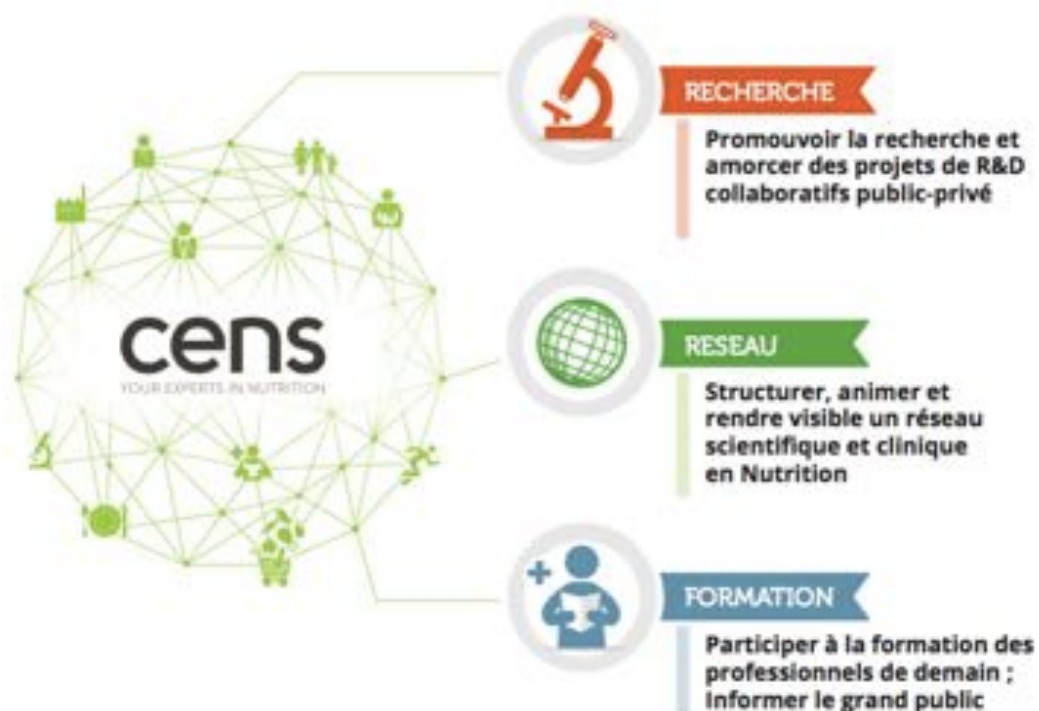 cens
YOUR EXPERTS IN NUTRITION
RECHERCHE
Promouvoir la recherche et
amorcer des projets de R&D
collaboratifs public-privé
RESEAU
Structurer, animer et
rendre visible un réseau
scientifique et clinique
en Nutrition
FORMATION
Participer à la formation des
professionnels de demain ;
Informer le grand public